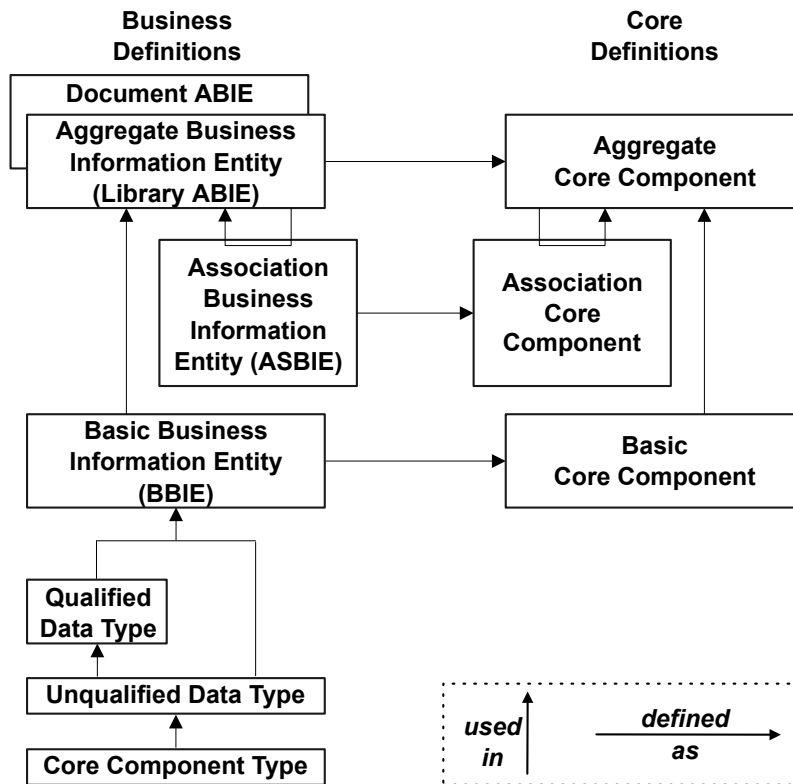 Business
Definitions
Core
Definitions
Document ABIE
Aggregate Business
Information Entity
(Library ABIE)
Aggregate
Core Component
Association
Business
Information
Entity (ASBIE)
Association
Core
Component
Basic Business
Information Entity
(BBIE)
Basic
Core Component
Qualified
Data Type
Unqualified Data Type
Core Component Type
used
in
defined
as